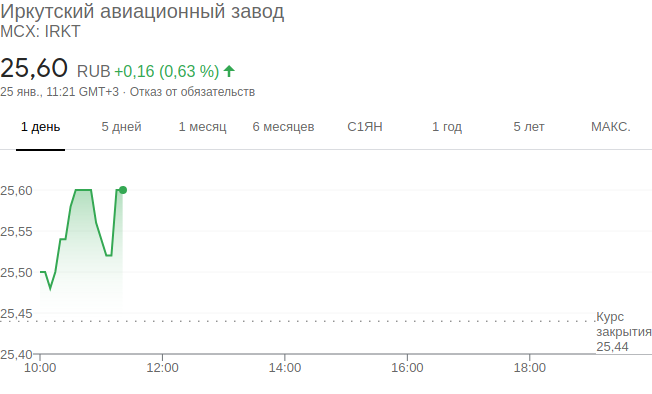 Иркутский авиационный завод
MCX: IRKT
25,60 RUB +0,16 (0,63 %)
25 янв., 11:21 GMT+3 · Отказ от обязательств
1 день 5 дней 1 месяц 6 месяцев С1ЯН 1 год 5 лет МАКС.
25,60
25,55
25,50
25,45
Курс
закрытия
25,44
25,40
10:00 12:00 14:00 16:00 18:00